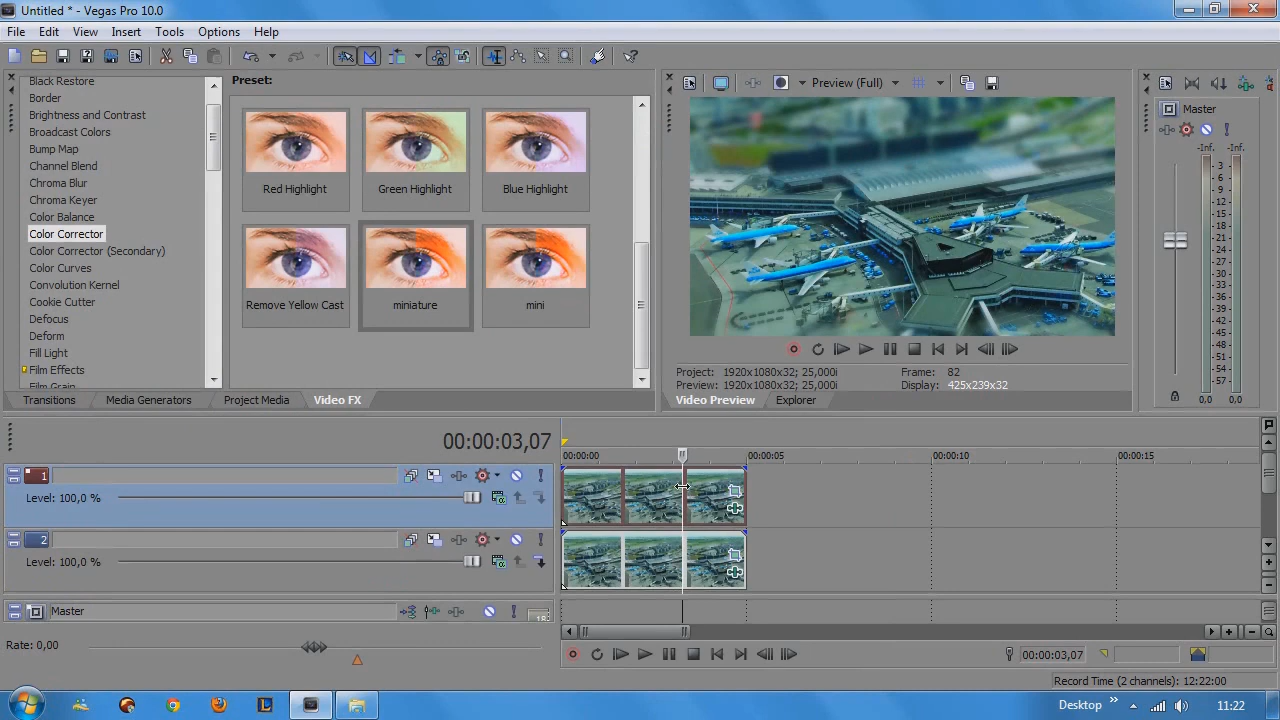 Untitled * - Vegas Pro 10.0
File Edit View Insert Tools Options Help
Black Restore
Border
Brightness and Contrast
Broadcast Colors
Bump Map
Channel Blend
Chroma Blur
Chroma Keyer
Color Balance
Color Corrector
Color Corrector (Secondary)
Color Curves
Convolution Kernel
Cookie Cutter
Defocus
Deform
Fill Light
Film Effects
Film Grain
Preset:
Red Highlight Green Highlight Blue Highlight
Remove Yellow Cast miniature mini
Transitions Media Generators Project Media Video FX
Preview (Full)
Project: 1920x1080x32; 25,000i Frame: 82
Preview: 1920x1080x32; 25,000i Display: 425x239x32
Video Preview Explorer
Master
-Inf. -Inf.
3
6
9
12
15
18
21
24
27
30
33
36
39
42
45
48
51
54
57
0,0 0,0
00:00:03,07
00:00:00 00:00:05 00:00:10 00:00:15
1
Level: 100,0 %
2
Level: 100,0 %
Master
18
Rate: 0,00
00:00:03,07
Record Time (2 channels): 12:22:00
Desktop » 11:22